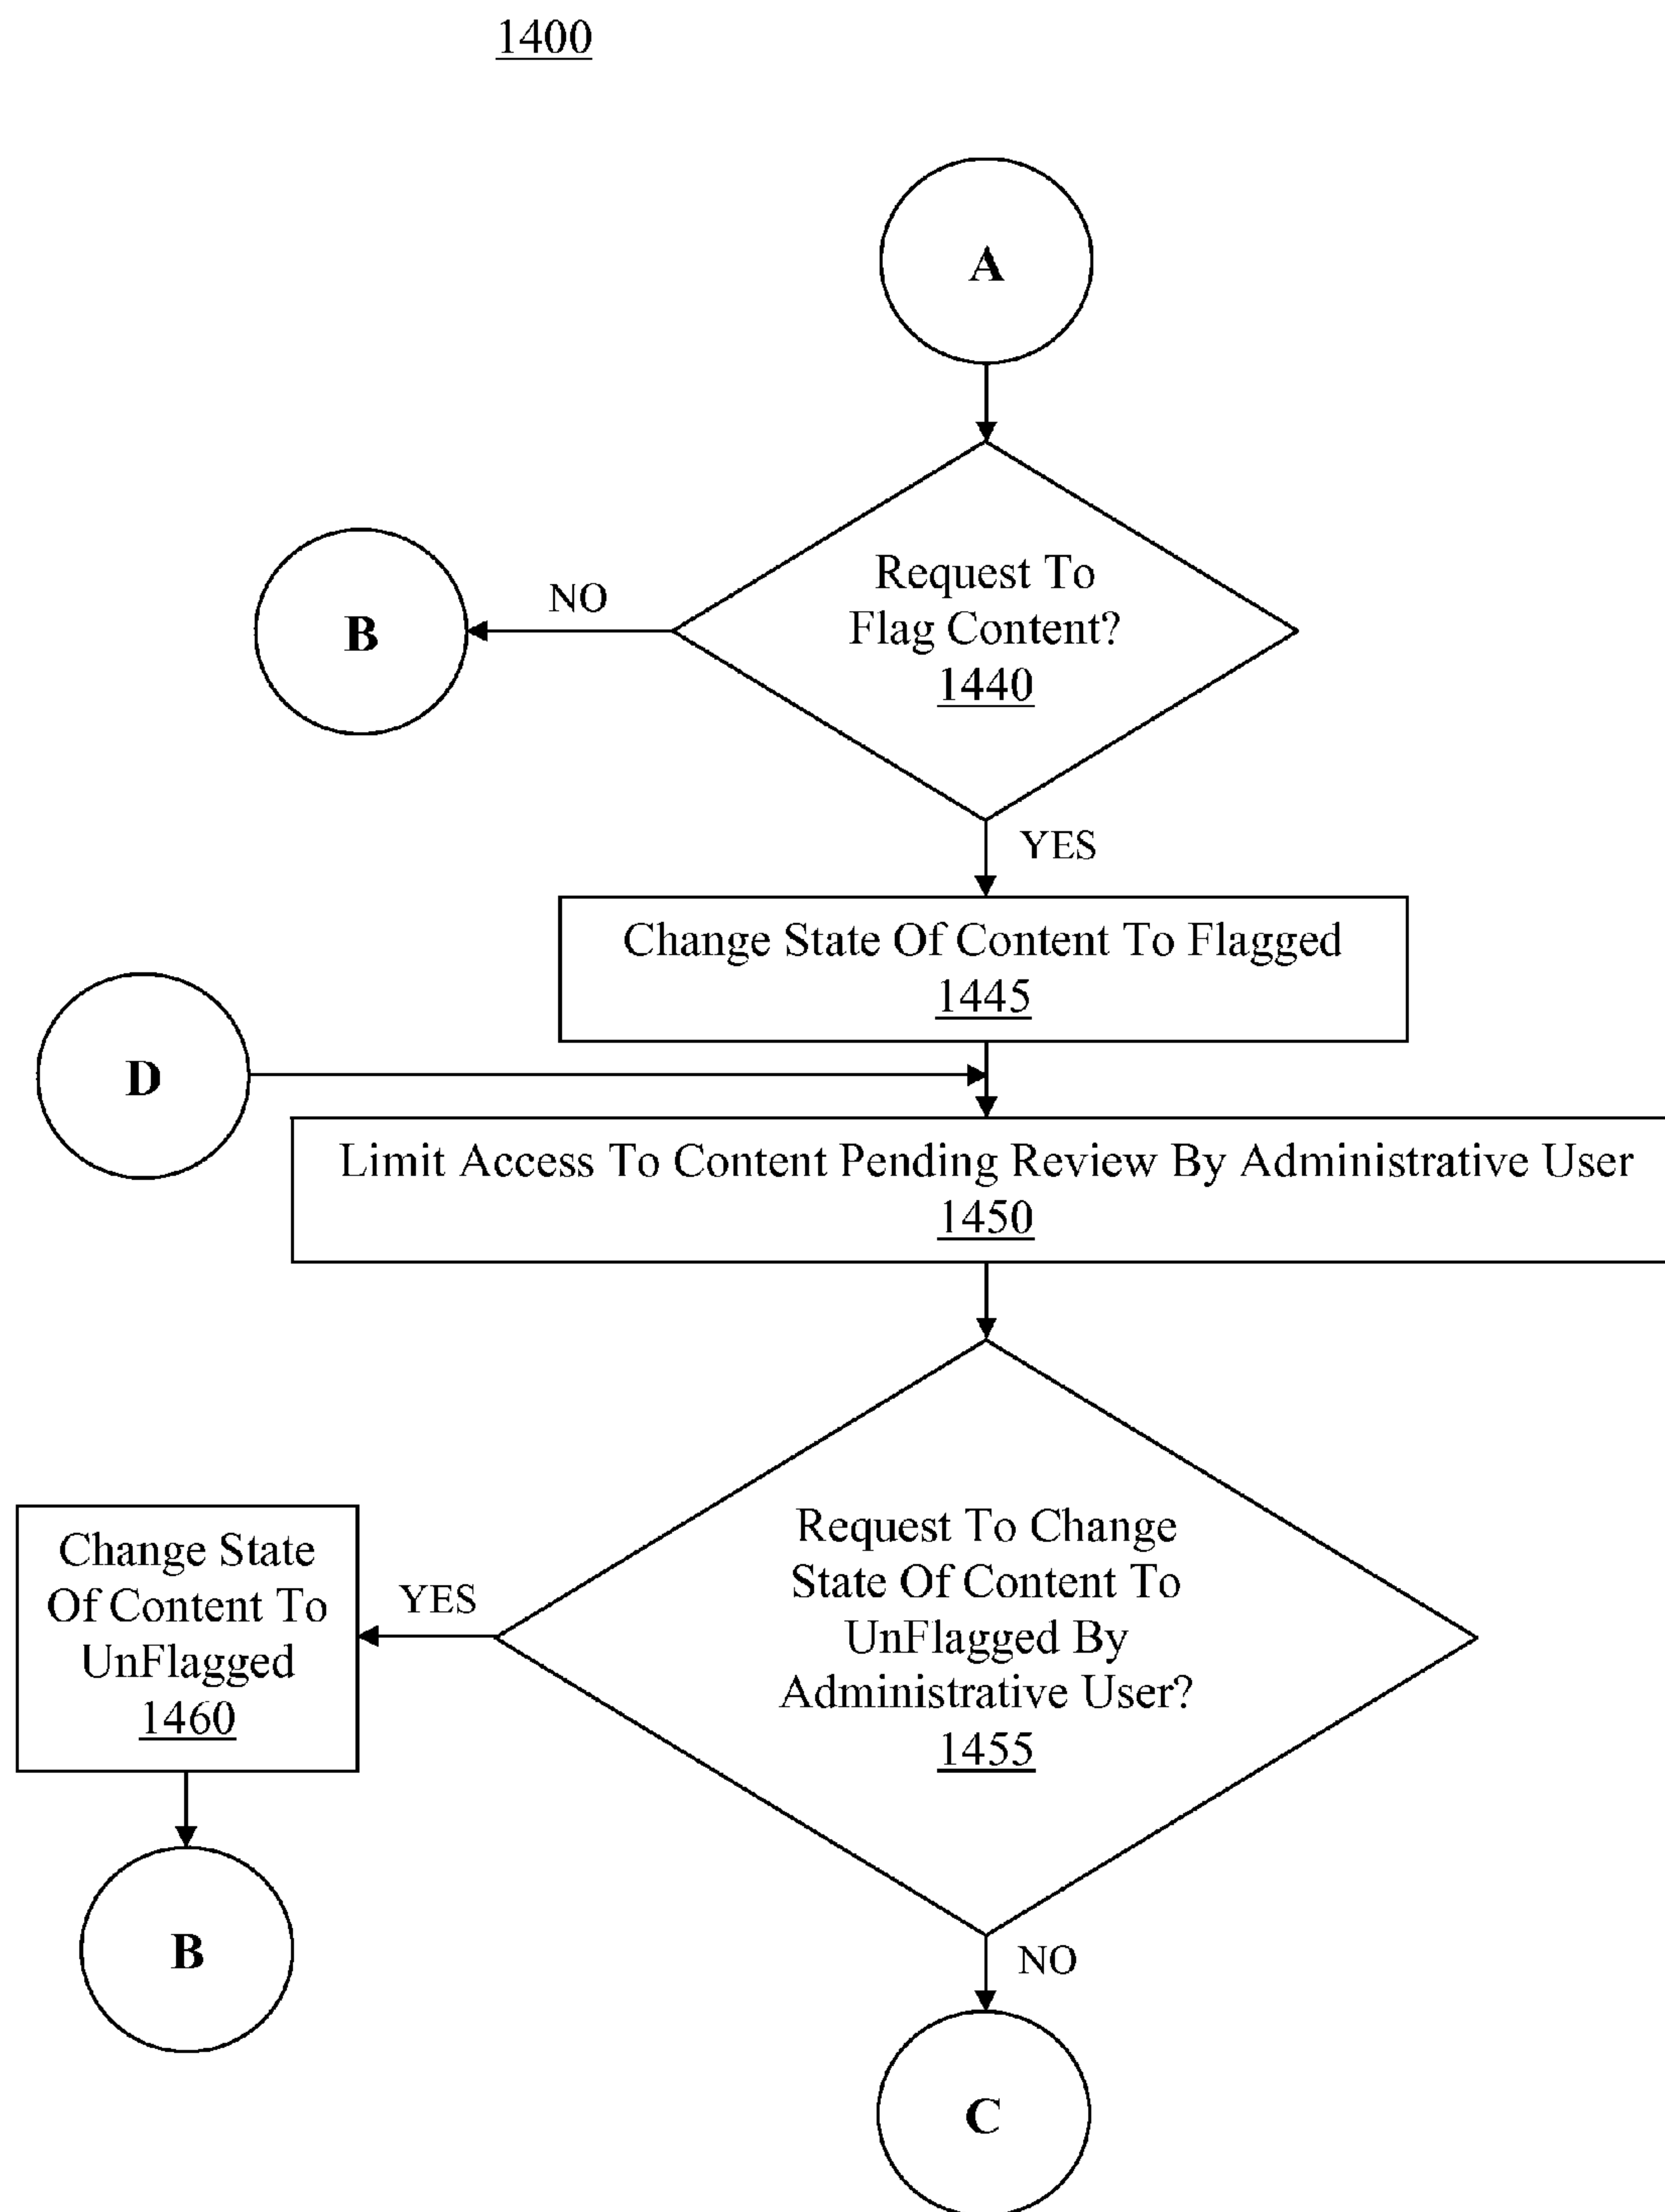 1400
A
Request To
Flag Content?
1440
NO
B
YES
Change State Of Content To Flagged
1445
D
Limit Access To Content Pending Review By Administrative User
1450
Request To Change
State Of Content To
UnFlagged By
Administrative User?
1455
YES
Change State
Of Content To
UnFlagged
1460
B
NO
C